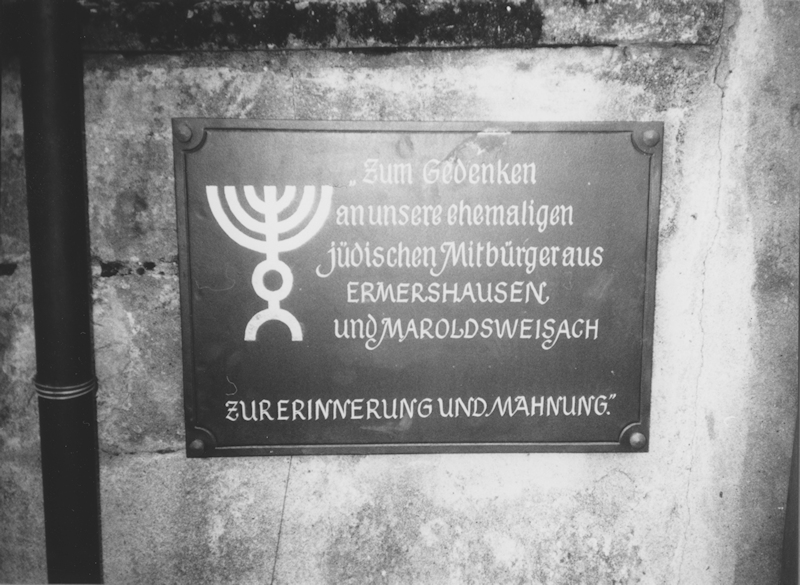 „Zum Gedenken
an unsere ehemaligen
jüdischen Mitbürger aus
ERMERSHAUSEN
und MAROLDSWEISACH
ZUR ERINNERUNG UND MAHNUNG."